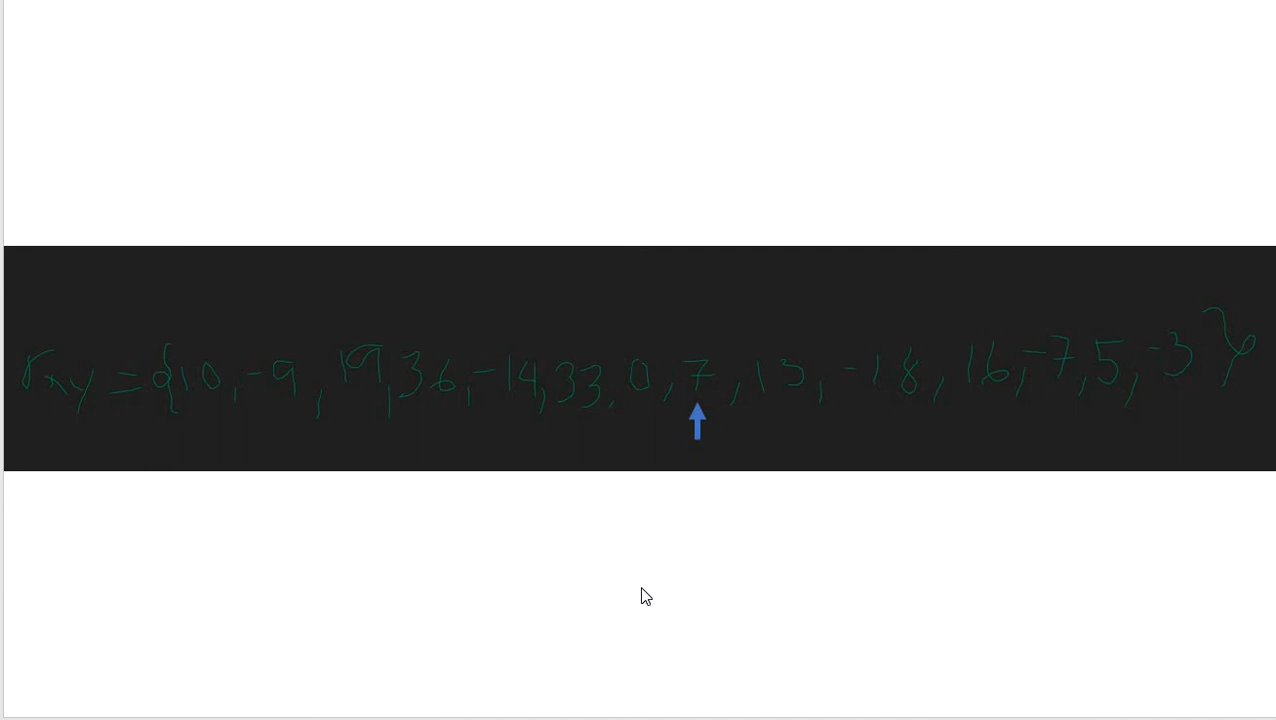 rxy = {10, -9, 19, 36, -14, 33, 0, 7, 13, -18, 16, -7, 5, -3}